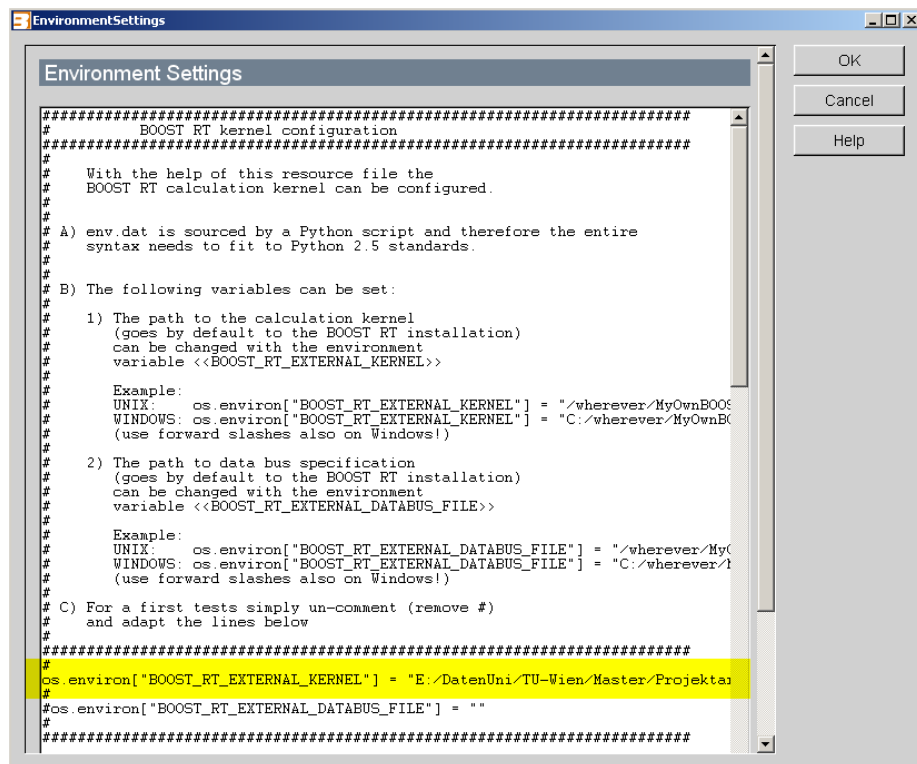 EnvironmentSettings
OK
Environment Settings
Cancel
Help
##########################################################################
#          BOOST RT kernel configuration
##########################################################################
#
#    With the help of this resource file the
#    BOOST RT calculation kernel can be configured.
#
#
# A) env.dat is sourced by a Python script and therefore the entire
#    syntax needs to fit to Python 2.5 standards.
#
#
# B) The following variables can be set:
#
#    1) The path to the calculation kernel
#       (goes by default to the BOOST RT installation)
#       can be changed with the environment
#       variable <<BOOST_RT_EXTERNAL_KERNEL>>
#
#       Example:
#       UNIX:    os.environ["BOOST_RT_EXTERNAL_KERNEL"] = "/wherever/MyOwnBOOS
#       WINDOWS: os.environ["BOOST_RT_EXTERNAL_KERNEL"] = "C:/wherever/MyOwnBO
#       (use forward slashes also on Windows!)
#
#    2) The path to data bus specification
#       (goes by default to the BOOST RT installation)
#       can be changed with the environment
#       variable <<BOOST_RT_EXTERNAL_DATABUS_FILE>>
#
#       Example:
#       UNIX:    os.environ["BOOST_RT_EXTERNAL_DATABUS_FILE"] = "/wherever/My
#       WINDOWS: os.environ["BOOST_RT_EXTERNAL_DATABUS_FILE"] = "C:/wherever/
#       (use forward slashes also on Windows!)
#
# C) For a first tests simply un-comment (remove #)
#    and adapt the lines below
#
##########################################################################
#
os.environ["BOOST_RT_EXTERNAL_KERNEL"] = "E:/DatenUni/TU-Wien/Master/Projektar
#
#os.environ["BOOST_RT_EXTERNAL_DATABUS_FILE"] = ""
#
##########################################################################